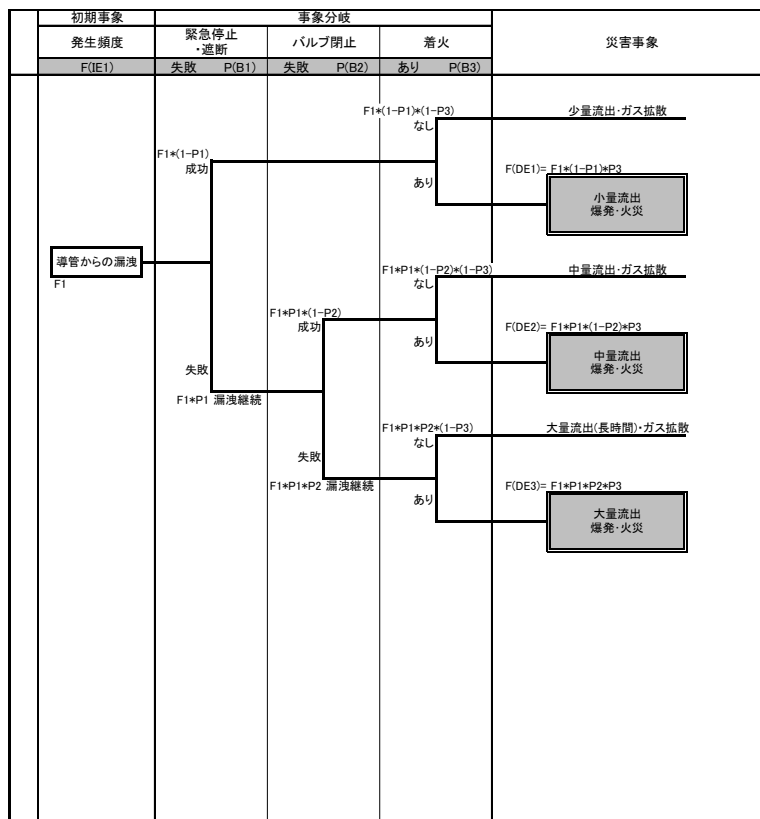 初期事象
事象分岐
発生頻度
緊急停止
・遮断
バルブ閉止
着火
災害事象
F(IE1)
失敗 P(B1)
失敗 P(B2)
あり P(B3)
F1*(1-P1)*(1-P3)
なし
少量流出・ガス拡散
F1*(1-P1)
成功
あり
F(DE1)= F1*(1-P1)*P3
小量流出
爆発・火災
導管からの漏洩
F1
F1*P1*(1-P2)*(1-P3)
なし
中量流出・ガス拡散
F1*P1*(1-P2)
成功
あり
F(DE2)= F1*P1*(1-P2)*P3
中量流出
爆発・火災
失敗
F1*P1 漏洩継続
F1*P1*P2*(1-P3)
なし
大量流出(長時間)・ガス拡散
失敗
F1*P1*P2 漏洩継続
あり
F(DE3)= F1*P1*P2*P3
大量流出
爆発・火災